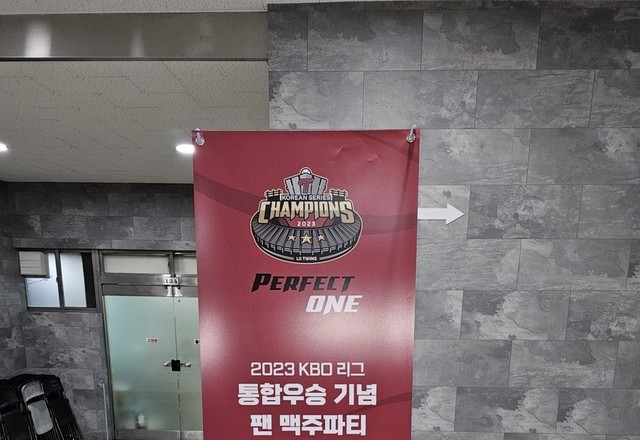 KOREAN SERIES
CHAMPIONS
2023
LG TWINS
PERFECT
ONE
2023 KBO 리그
통합우승 기념
팬 맥주파티